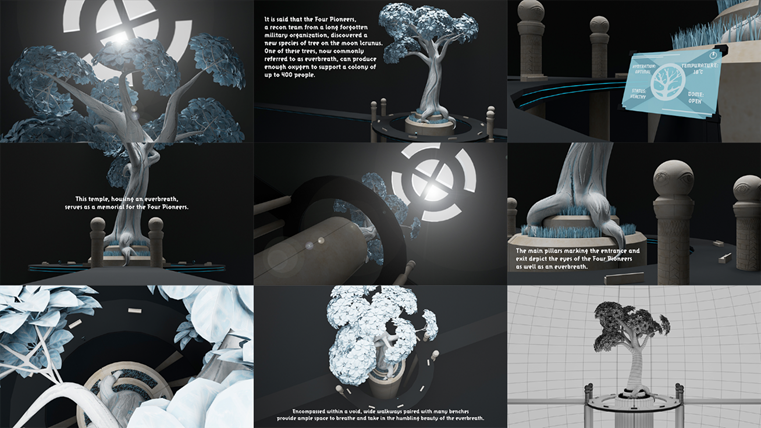 It is said that the Four Pioneers,
a recon team from a long forgotten
military organization, discovered a
new species of tree on the moon Icrunus.
One of these trees, now commonly
referred to as everbreath, can produce
enough oxygen to support a colony of
up to 400 people.
TEMPERATURE
DOME:
OPEN
This temple, housing an everbreath,
serves as a memorial for the Four Pioneers.
The main pillars marking the entrance and
exit depict the eyes of the Four Pioneers
as well as an everbreath.
Encompassed within a void, wide walkways paired with many benches
provide ample space to breathe and take in the humbling beauty of the everbreath.